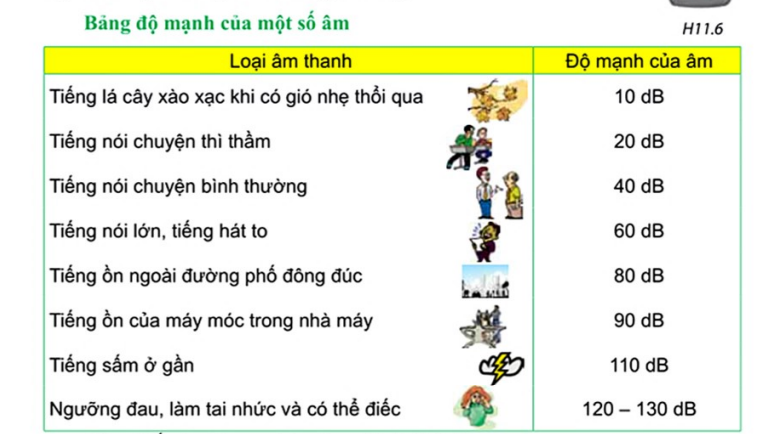 Bảng độ mạnh của một số âm
H11.6
Loại âm thanh Độ mạnh của âm
Tiếng lá cây xào xạc khi có gió nhẹ thổi qua 10 dB
Tiếng nói chuyện thì thầm 20 dB
Tiếng nói chuyện bình thường 40 dB
Tiếng nói lớn, tiếng hát to 60 dB
Tiếng ồn ngoài đường phố đông đúc 80 dB
Tiếng ồn của máy móc trong nhà máy 90 dB
Tiếng sấm ở gần 110 dB
Ngưỡng đau, làm tai nhức và có thể điếc 120 – 130 dB